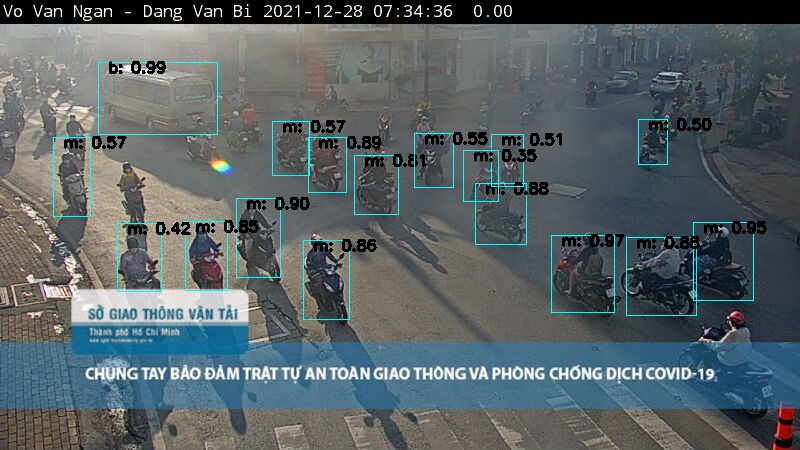 Vo Van Ngan - Dang Van Bi 2021-12-28 07:34:36 0.00
b: 0.99
m: 0.57
m: 0.57
m: 0.89
m: 0.81
m: 0.55
m: 0.51
m: 0.35
m: 0.50
m: 0.88
m: 0.90
m: 0.42
m: 0.85
m: 0.86
m: 0.97
m: 0.88
m: 0.95
SỞ GIAO THÔNG VẬN TẢI
Thành phố Hồ Chí Minh
CHUNG TAY BẢO ĐẢM TRẬT TỰ AN TOÀN GIAO THÔNG VÀ PHÒNG CHỐNG DỊCH COVID-19